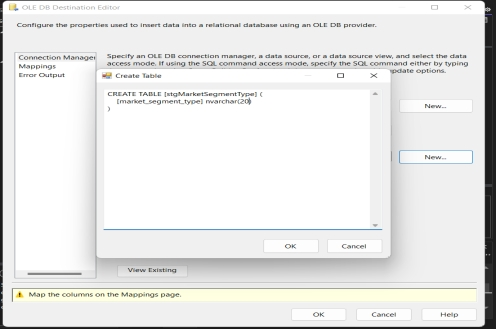 OLE DB Destination Editor
Configure the properties used to insert data into a relational database using an OLE DB provider.
Connection Manager
Mappings
Error Output
Specify an OLE DB connection manager, a data source, or a data source view, and select the data
access mode. If using the SQL command access mode, specify the SQL command either by typing
update options.
Create Table
CREATE TABLE [stgMarketSegmentType] (
[market_segment_type] nvarchar(20)
)
New...
New...
OK
Cancel
View Existing
Map the columns on the Mappings page.
OK
Cancel
Help